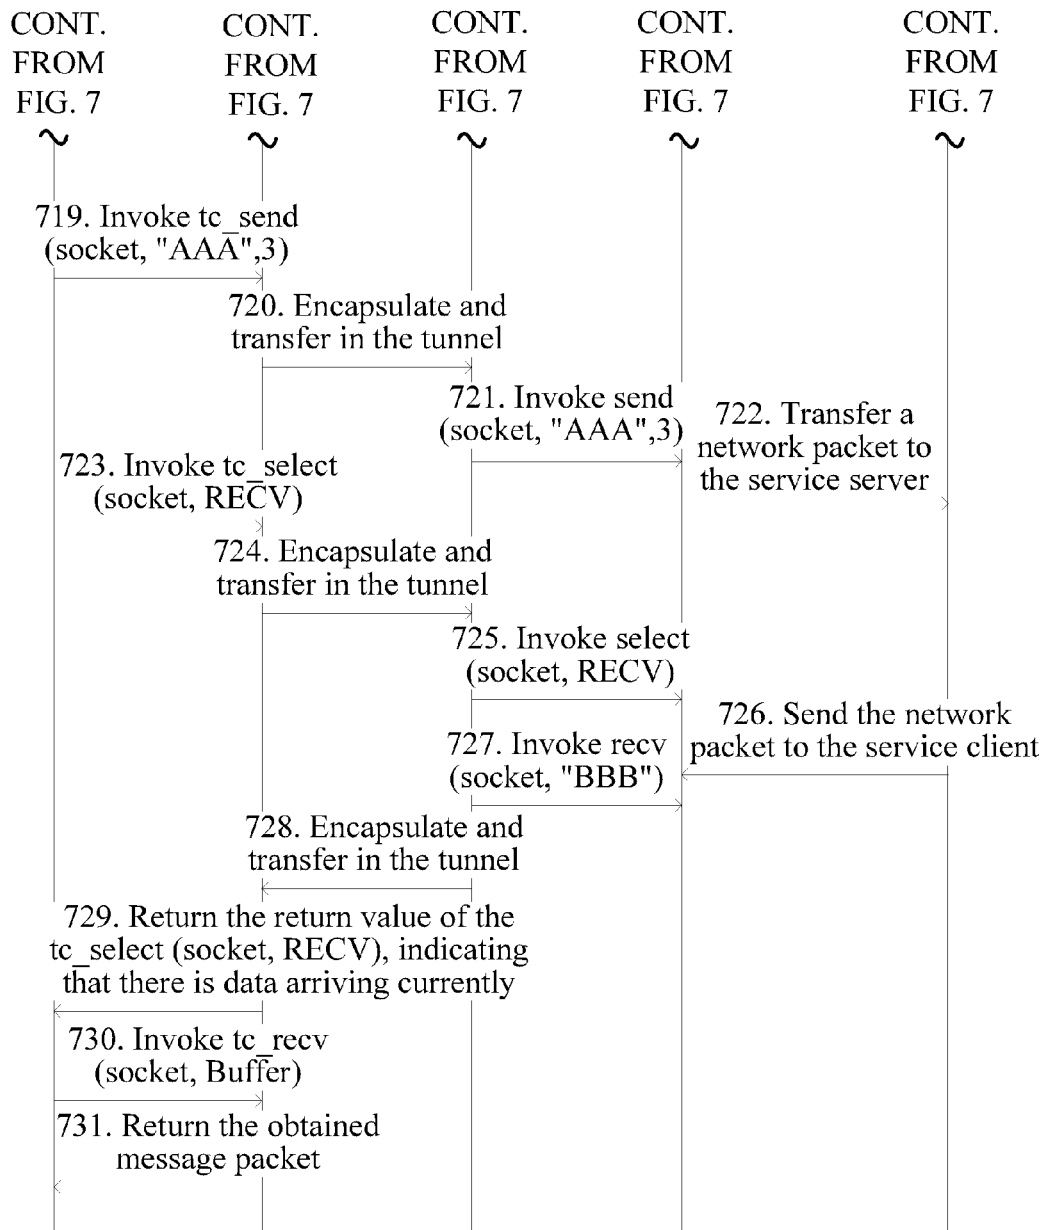 CONT. CONT. CONT. CONT. CONT.
FROM FROM FROM FROM FROM
FIG. 7 FIG. 7 FIG. 7 FIG. 7 FIG. 7
719. Invoke tc_send
(socket, "AAA",3)
720. Encapsulate and
transfer in the tunnel
721. Invoke send
(socket, "AAA",3)
722. Transfer a
network packet to
the service server
723. Invoke tc_select
(socket, RECV)
724. Encapsulate and
transfer in the tunnel
725. Invoke select
(socket, RECV)
726. Send the network
packet to the service client
727. Invoke recv
(socket, "BBB")
728. Encapsulate and
transfer in the tunnel
729. Return the return value of the
tc_select (socket, RECV), indicating
that there is data arriving currently
730. Invoke tc_recv
(socket, Buffer)
731. Return the obtained
message packet